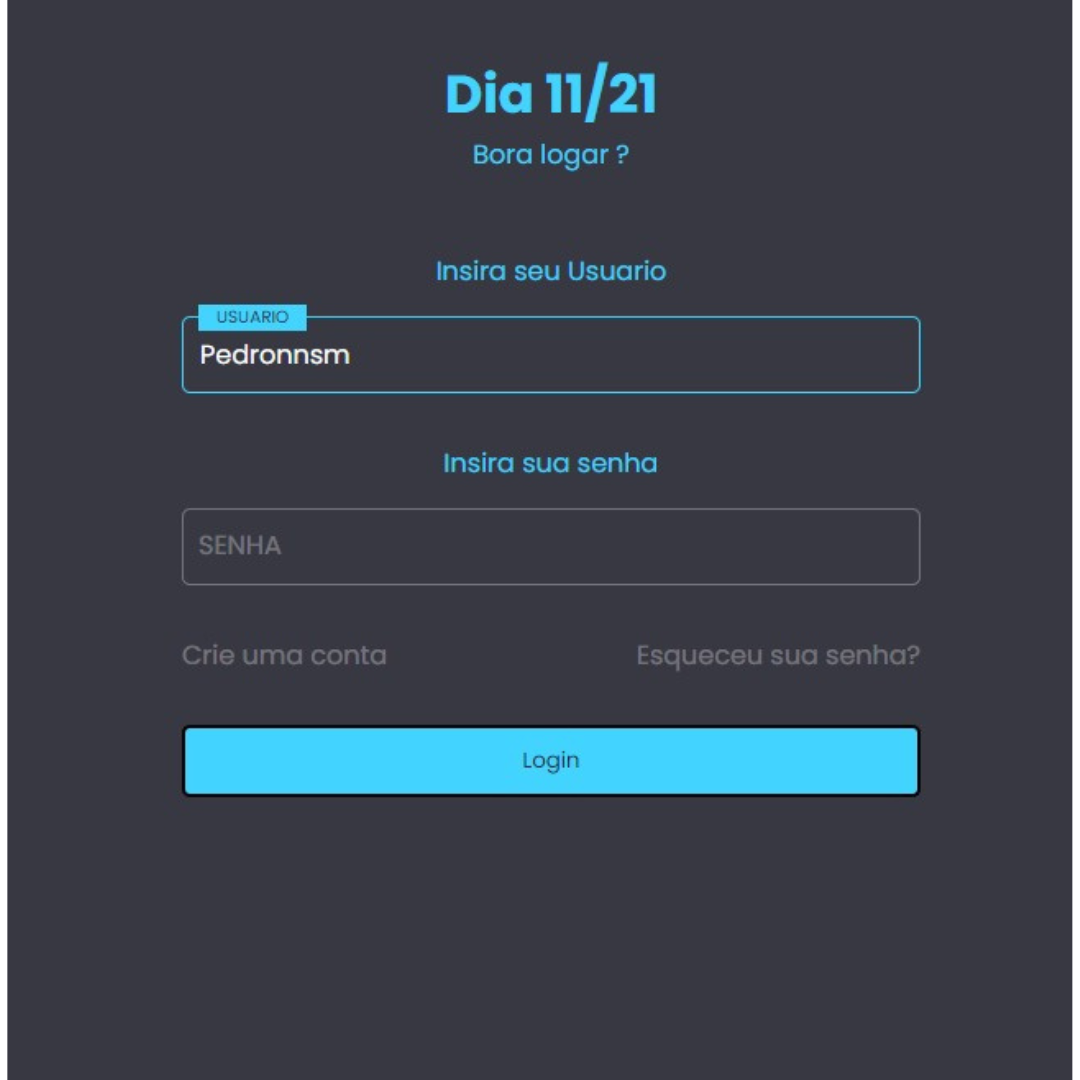 Dia 11/21
Bora logar ?
Insira seu Usuario
USUARIO
Pedronnsm
Insira sua senha
SENHA
Crie uma conta
Esqueceu sua senha?
Login